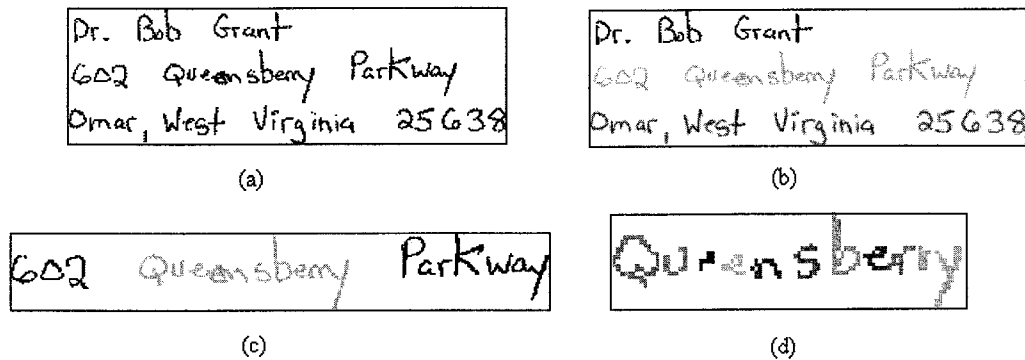 Dr. Bob Grant
602 Queensberry Parkway
Omar, West Virginia 25638
(a)
Dr. Bob Grant
602 Queensberry Parkway
Omar, West Virginia 25638
(b)
602 Queensberry Parkway
(c)
Queensberry
(d)